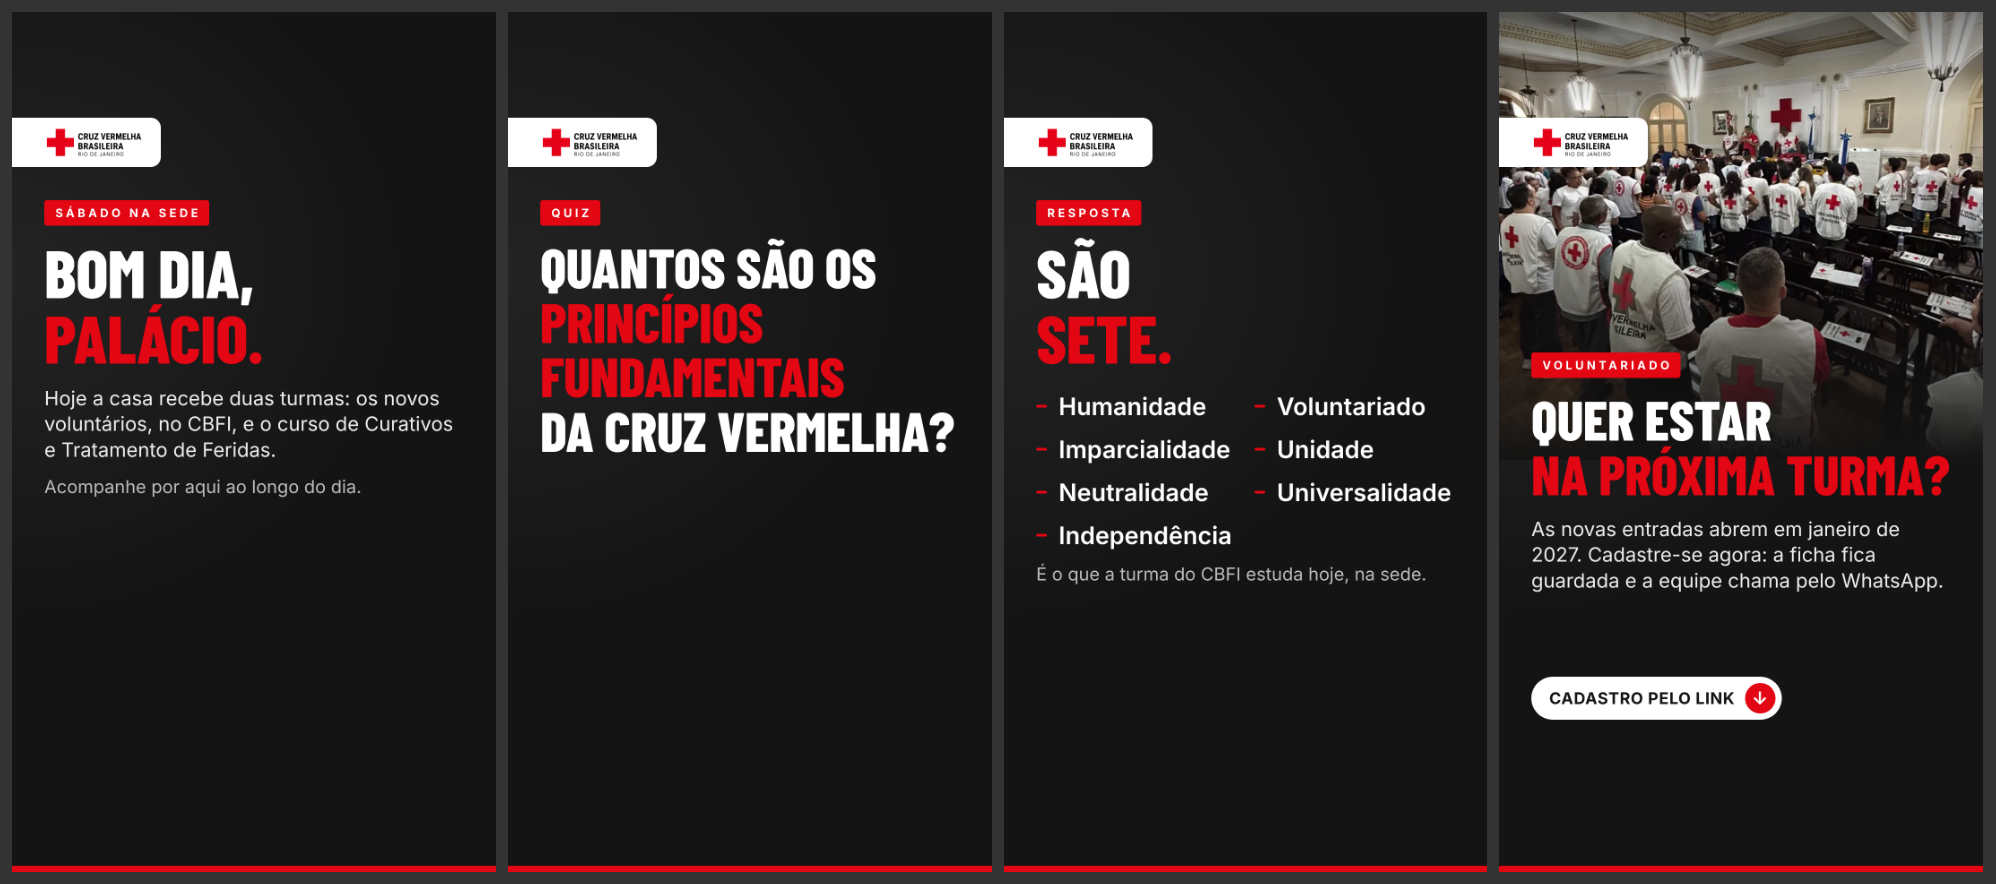 CRUZ VERMELHA
BRASILEIRA
RIO DE JANEIRO
SÁBADO NA SEDE
BOM DIA,
PALÁCIO.
Hoje a casa recebe duas turmas: os novos
voluntários, no CBFI, e o curso de Curativos
e Tratamento de Feridas.
Acompanhe por aqui ao longo do dia.
CRUZ VERMELHA
BRASILEIRA
RIO DE JANEIRO
QUIZ
QUANTOS SÃO OS
PRINCÍPIOS
FUNDAMENTAIS
DA CRUZ VERMELHA?
CRUZ VERMELHA
BRASILEIRA
RIO DE JANEIRO
RESPOSTA
SÃO
SETE.
Humanidade
Imparcialidade
Neutralidade
Independência
Voluntariado
Unidade
Universalidade
É o que a turma do CBFI estuda hoje, na sede.
CRUZ VERMELHA
BRASILEIRA
RIO DE JANEIRO
VOLUNTARIADO
QUER ESTAR
NA PRÓXIMA TURMA?
As novas entradas abrem em janeiro de
2027. Cadastre-se agora: a ficha fica
guardada e a equipe chama pelo WhatsApp.
CADASTRO PELO LINK